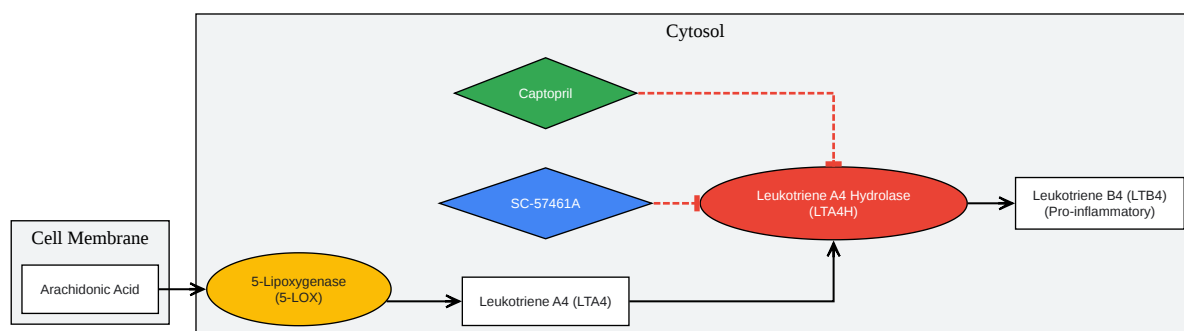 Cytosol
Captopril
SC-57461A
Leukotriene A4 Hydrolase
(LTA4H)
Leukotriene B4 (LTB4)
(Pro-inflammatory)
Cell Membrane
Arachidonic Acid
5-Lipoxygenase
(5-LOX)
Leukotriene A4 (LTA4)